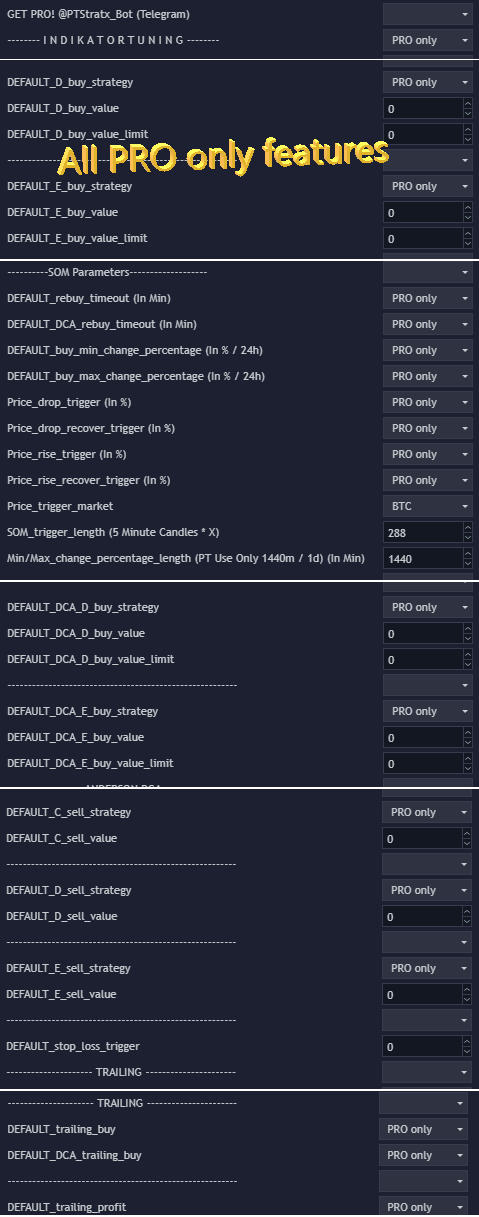 GET PRO! @PTStratx_Bot (Telegram)
-------- I N D I K A T O R T U N I N G -------- PRO only
DEFAULT_D_buy_strategy PRO only
DEFAULT_D_buy_value 0
DEFAULT_D_buy_value_limit 0
All PRO only features
DEFAULT_E_buy_strategy PRO only
DEFAULT_E_buy_value 0
DEFAULT_E_buy_value_limit 0
----------SOM Parameters-------------------
DEFAULT_rebuy_timeout (In Min) PRO only
DEFAULT_DCA_rebuy_timeout (In Min) PRO only
DEFAULT_buy_min_change_percentage (In % / 24h) PRO only
DEFAULT_buy_max_change_percentage (In % / 24h) PRO only
Price_drop_trigger (In %) PRO only
Price_drop_recover_trigger (In %) PRO only
Price_rise_trigger (In %) PRO only
Price_rise_recover_trigger (In %) PRO only
Price_trigger_market BTC
SOM_trigger_length (5 Minute Candles * X) 288
Min/Max_change_percentage_length (PT Use Only 1440m / 1d) (In Min) 1440
DEFAULT_DCA_D_buy_strategy PRO only
DEFAULT_DCA_D_buy_value 0
DEFAULT_DCA_D_buy_value_limit 0
--------------------------------------------------------
DEFAULT_DCA_E_buy_strategy PRO only
DEFAULT_DCA_E_buy_value 0
DEFAULT_DCA_E_buy_value_limit 0
DEFAULT_C_sell_strategy PRO only
DEFAULT_C_sell_value 0
--------------------------------------------------------
DEFAULT_D_sell_strategy PRO only
DEFAULT_D_sell_value 0
--------------------------------------------------------
DEFAULT_E_sell_strategy PRO only
DEFAULT_E_sell_value 0
--------------------------------------------------------
DEFAULT_stop_loss_trigger 0
--------------------- TRAILING ----------------------
--------------------- TRAILING ----------------------
DEFAULT_trailing_buy PRO only
DEFAULT_DCA_trailing_buy PRO only
--------------------------------------------------------
DEFAULT_trailing_profit PRO only